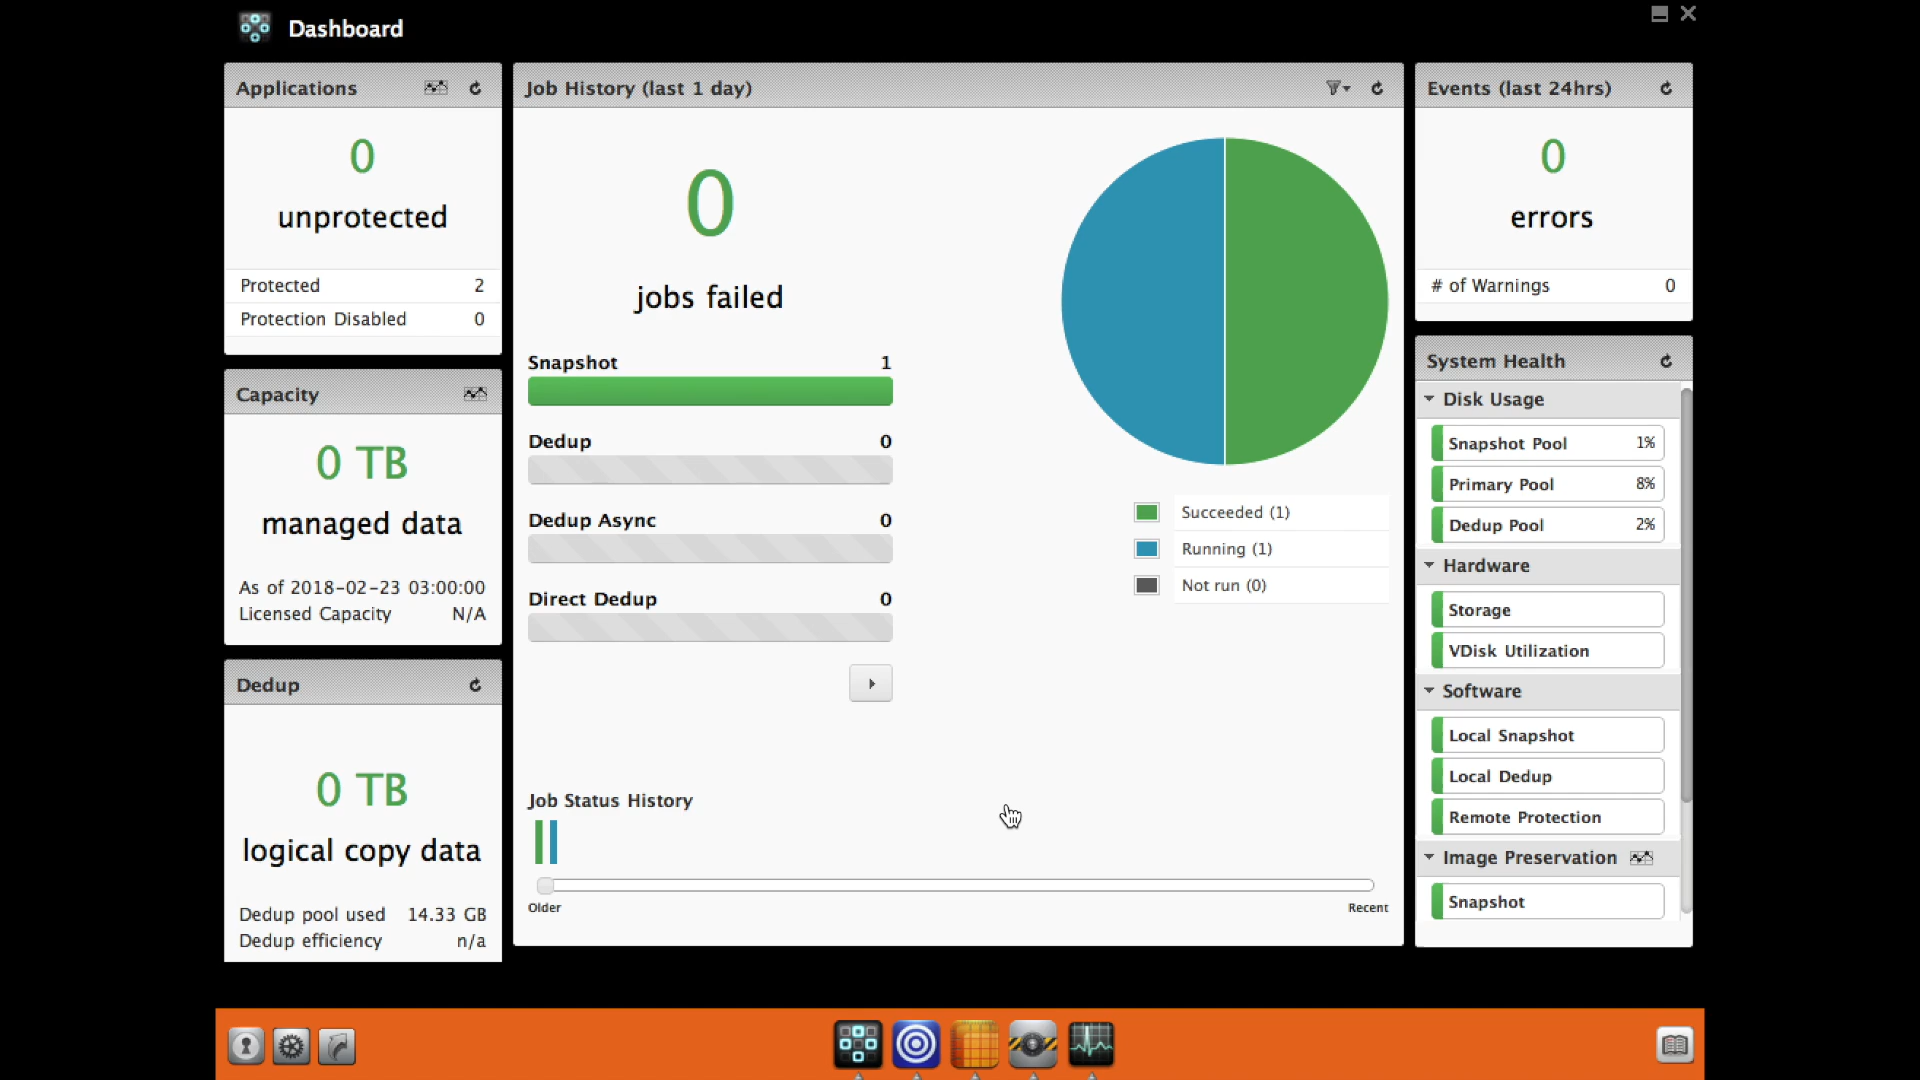 Dashboard
Applications
0
unprotected
Protected 2
Protection Disabled 0
Capacity
0 TB
managed data
As of 2018-02-23 03:00:00
Licensed Capacity N/A
Dedup
0 TB
logical copy data
Dedup pool used 14.33 GB
Dedup efficiency n/a
Job History (last 1 day)
0
jobs failed
Snapshot 1
Dedup 0
Dedup Async 0
Direct Dedup 0
Succeeded (1)
Running (1)
Not run (0)
Job Status History
Older Recent
Events (last 24hrs)
0
errors
# of Warnings 0
System Health
Disk Usage
Snapshot Pool 1%
Primary Pool 8%
Dedup Pool 2%
Hardware
Storage
VDisk Utilization
Software
Local Snapshot
Local Dedup
Remote Protection
Image Preservation
Snapshot